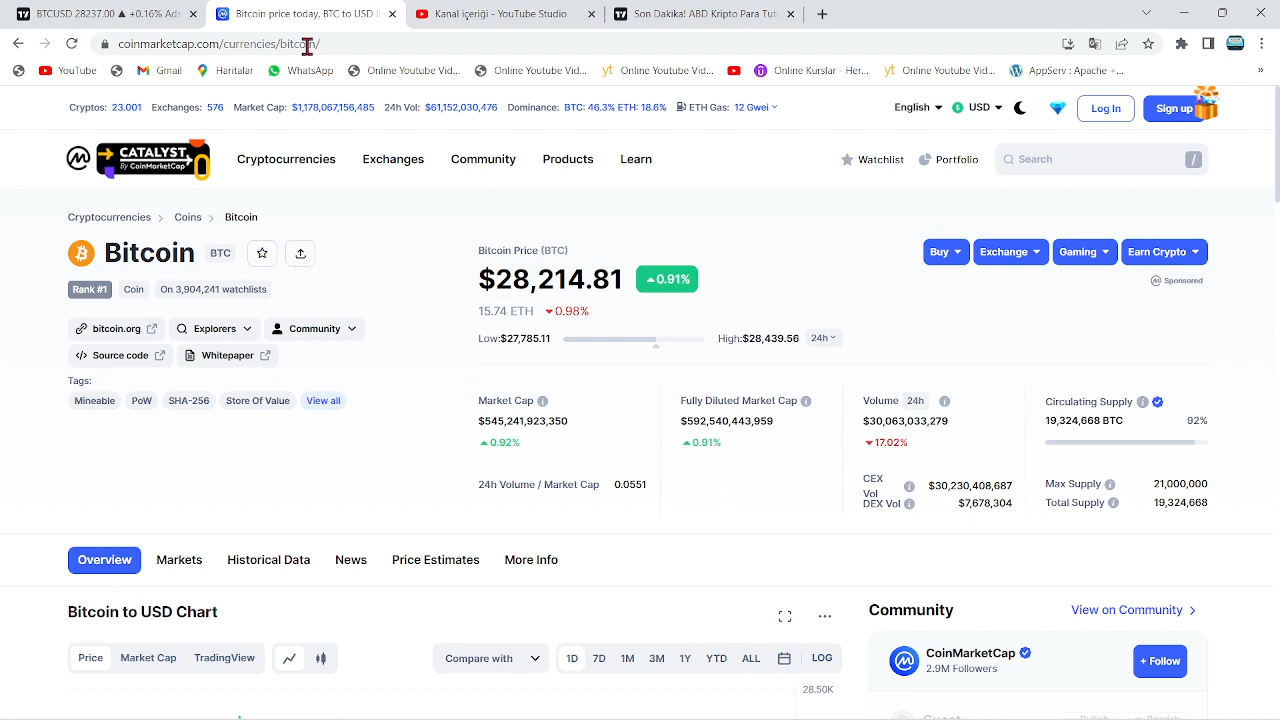 BTCUSD 28237.00 ▲ +0.16% Ads
Bitcoin price today, BTC to USD li
Kanal içeriği - YouTube Studio
Son Dakika! ABD Kripto Para Tutu
coinmarketcap.com/currencies/bitcoin/
YouTube
Gmail
Haritalar
WhatsApp
Online Youtube Vid...
Online Youtube Vid...
Online Youtube Vid...
Online Kurslar - Her...
Online Youtube Vid...
AppServ : Apache +...
Cryptos: 23.001 Exchanges: 576 Market Cap: $1,178,067,156,485 24h Vol: $61,152,030,476 Dominance: BTC: 46.3% ETH: 18.6% ETH Gas: 12 Gwei
English USD Log In Sign up
CATALYST
By CoinMarketCap
Cryptocurrencies Exchanges Community Products Learn
Watchlist Portfolio Search /
Cryptocurrencies > Coins > Bitcoin
Bitcoin BTC
Rank #1 Coin On 3,904,241 watchlists
bitcoin.org Explorers Community
Source code Whitepaper
Tags:
Mineable PoW SHA-256 Store Of Value View all
Bitcoin Price (BTC)
$28,214.81 0.91%
15.74 ETH 0.98%
Low:$27,785.11 High:$28,439.56 24h
Buy Exchange Gaming Earn Crypto
Sponsored
Market Cap
$545,241,923,350
0.92%
24h Volume / Market Cap 0.0551
Fully Diluted Market Cap
$592,540,443,959
0.91%
Volume 24h
$30,063,033,279
17.02%
CEX Vol $30,230,408,687
DEX Vol $7,678,304
Circulating Supply
19,324,668 BTC 92%
Max Supply 21,000,000
Total Supply 19,324,668
Overview Markets Historical Data News Price Estimates More Info
Bitcoin to USD Chart
Price Market Cap TradingView
Compare with 1D 7D 1M 3M 1Y YTD ALL LOG
28.50K
Community View on Community >
CoinMarketCap
2.9M Followers
+ Follow